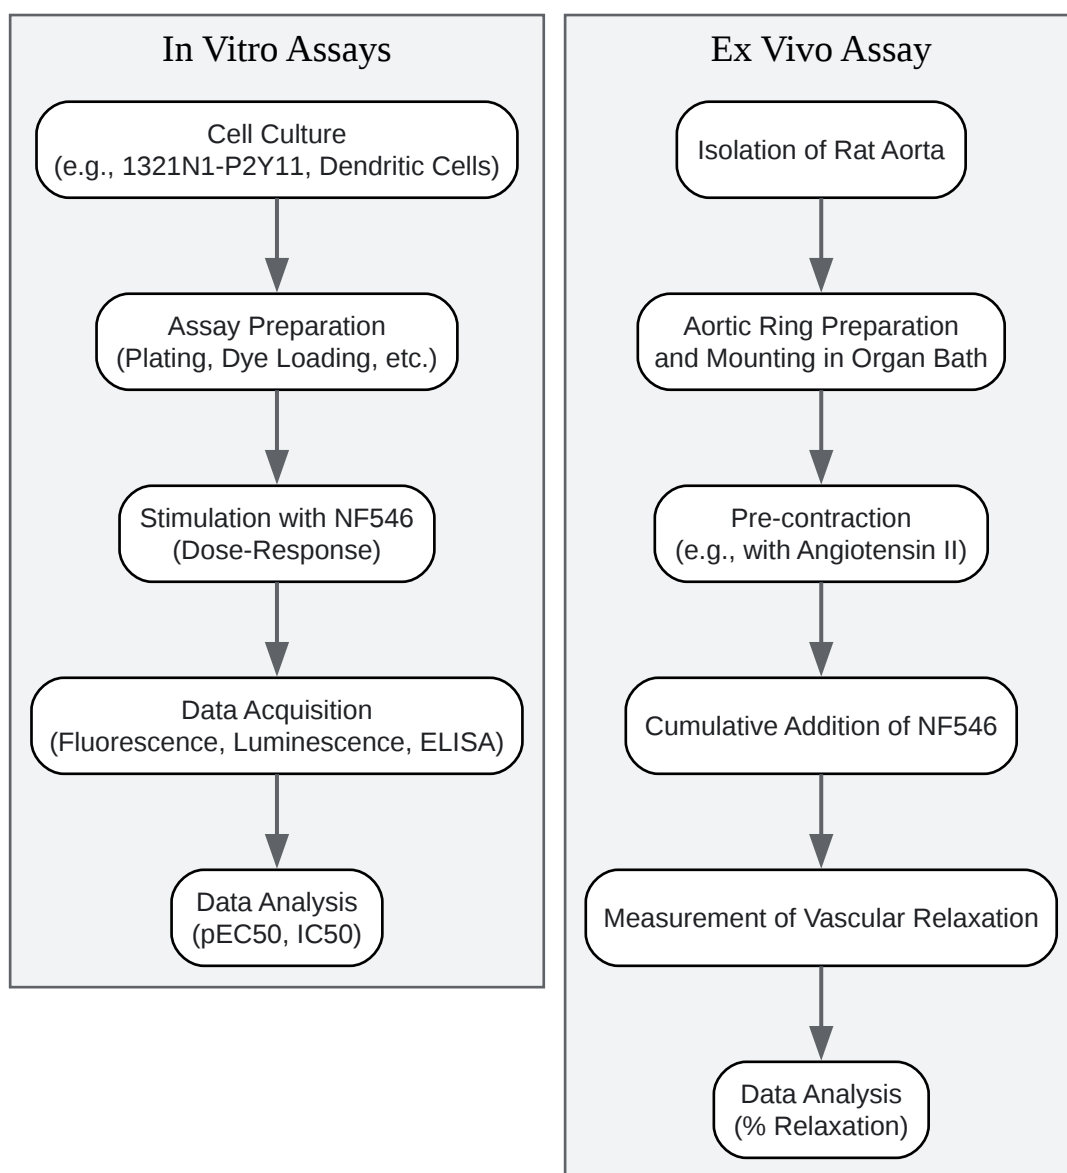 In Vitro Assays
Cell Culture
(e.g., 1321N1-P2Y11, Dendritic Cells)
Assay Preparation
(Plating, Dye Loading, etc.)
Stimulation with NF546
(Dose-Response)
Data Acquisition
(Fluorescence, Luminescence, ELISA)
Data Analysis
(pEC50, IC50)
Ex Vivo Assay
Isolation of Rat Aorta
Aortic Ring Preparation
and Mounting in Organ Bath
Pre-contraction
(e.g., with Angiotensin II)
Cumulative Addition of NF546
Measurement of Vascular Relaxation
Data Analysis
(% Relaxation)